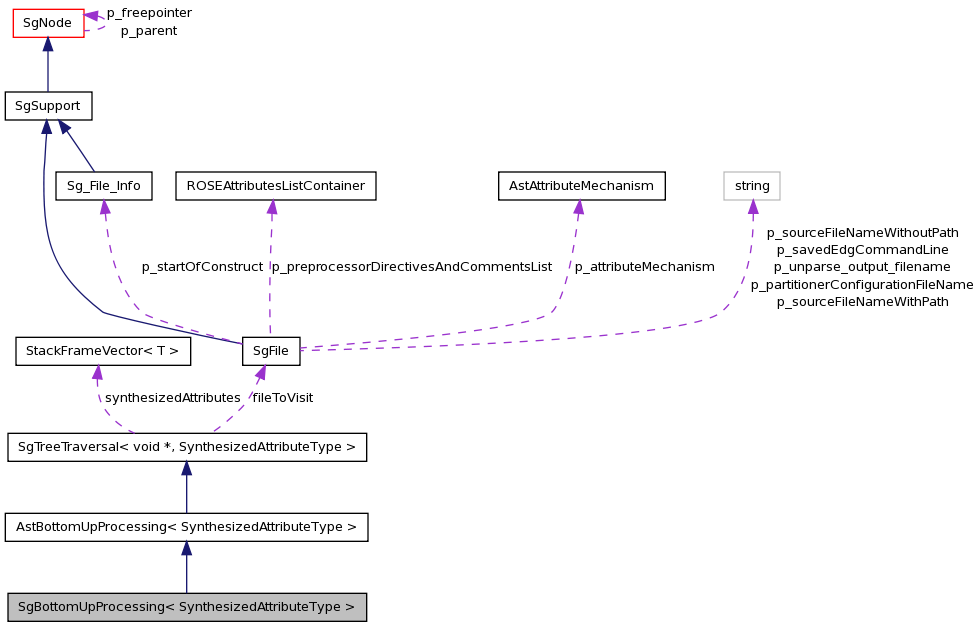 p_freepointer
SgNode
p_parent
SgSupport
Sg_File_Info
ROSEAttributesListContainer
AstAttributeMechanism
string
p_sourceFileNameWithoutPath
p_savedEdgCommandLine
p_unparse_output_filename
p_partitionerConfigurationFileName
p_sourceFileNameWithPath
p_startOfConstruct
p_preprocessorDirectivesAndCommentsList
p_attributeMechanism
StackFrameVector< T >
SgFile
synthesizedAttributes
fileToVisit
SgTreeTraversal< void *, SynthesizedAttributeType >
AstBottomUpProcessing< SynthesizedAttributeType >
SgBottomUpProcessing< SynthesizedAttributeType >